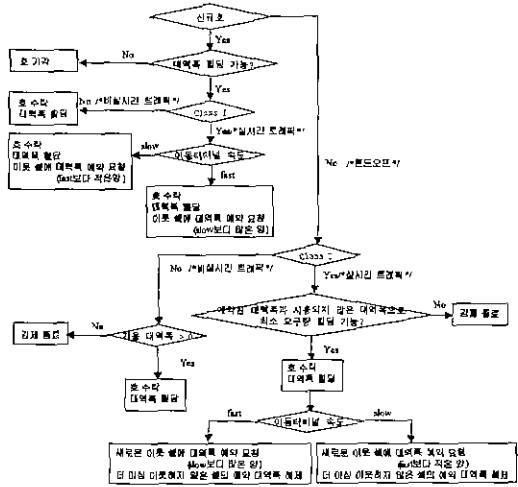 신규호
Yes
No
대역폭 할당 가능?
호 기각
Yes
No /*비실시간 트래픽*/
Class I
호 수락
대역폭 할당
Yes/*실시간 트래픽*/
slow
이동터미널 속도
호 수락
대역폭 할당
이웃 셀에 대역폭 예약 요청
(fast보다 적은양)
fast
No /*핸드오프*/
호 수락
대역폭 할당
이웃 셀에 대역폭 예약 요청
(slow보다 많은 양)
Class I
No /*비실시간 트래픽*/
Yes/*실시간 트래픽*/
예약된 대역폭과 사용되지 않은 대역폭으로
최소 요구량 할당 가능?
No
강제 종료
No
강제 종료
대역폭 >
Yes
Yes
호 수락
대역폭 할당
호 수락
대역폭 할당
fast
이동터미널 속도
slow
새로운 이웃 셀에 대역폭 예약 요청
(slow보다 많은 양)
더 이상 이웃하지 않은 셀의 예약 대역폭 해제
새로운 이웃 셀에 대역폭 예약 요청
(fast보다 적은 양)
더 이상 이웃하지 않은 셀의 예약 대역폭 해제